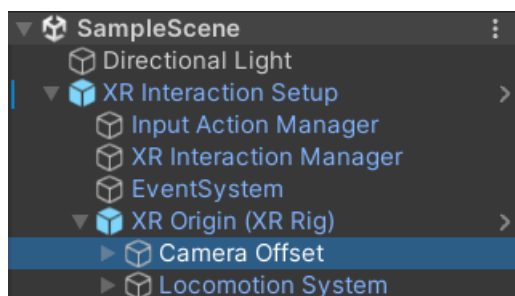 SampleScene
Directional Light
XR Interaction Setup
Input Action Manager
XR Interaction Manager
EventSystem
XR Origin (XR Rig)
Camera Offset
Locomotion System